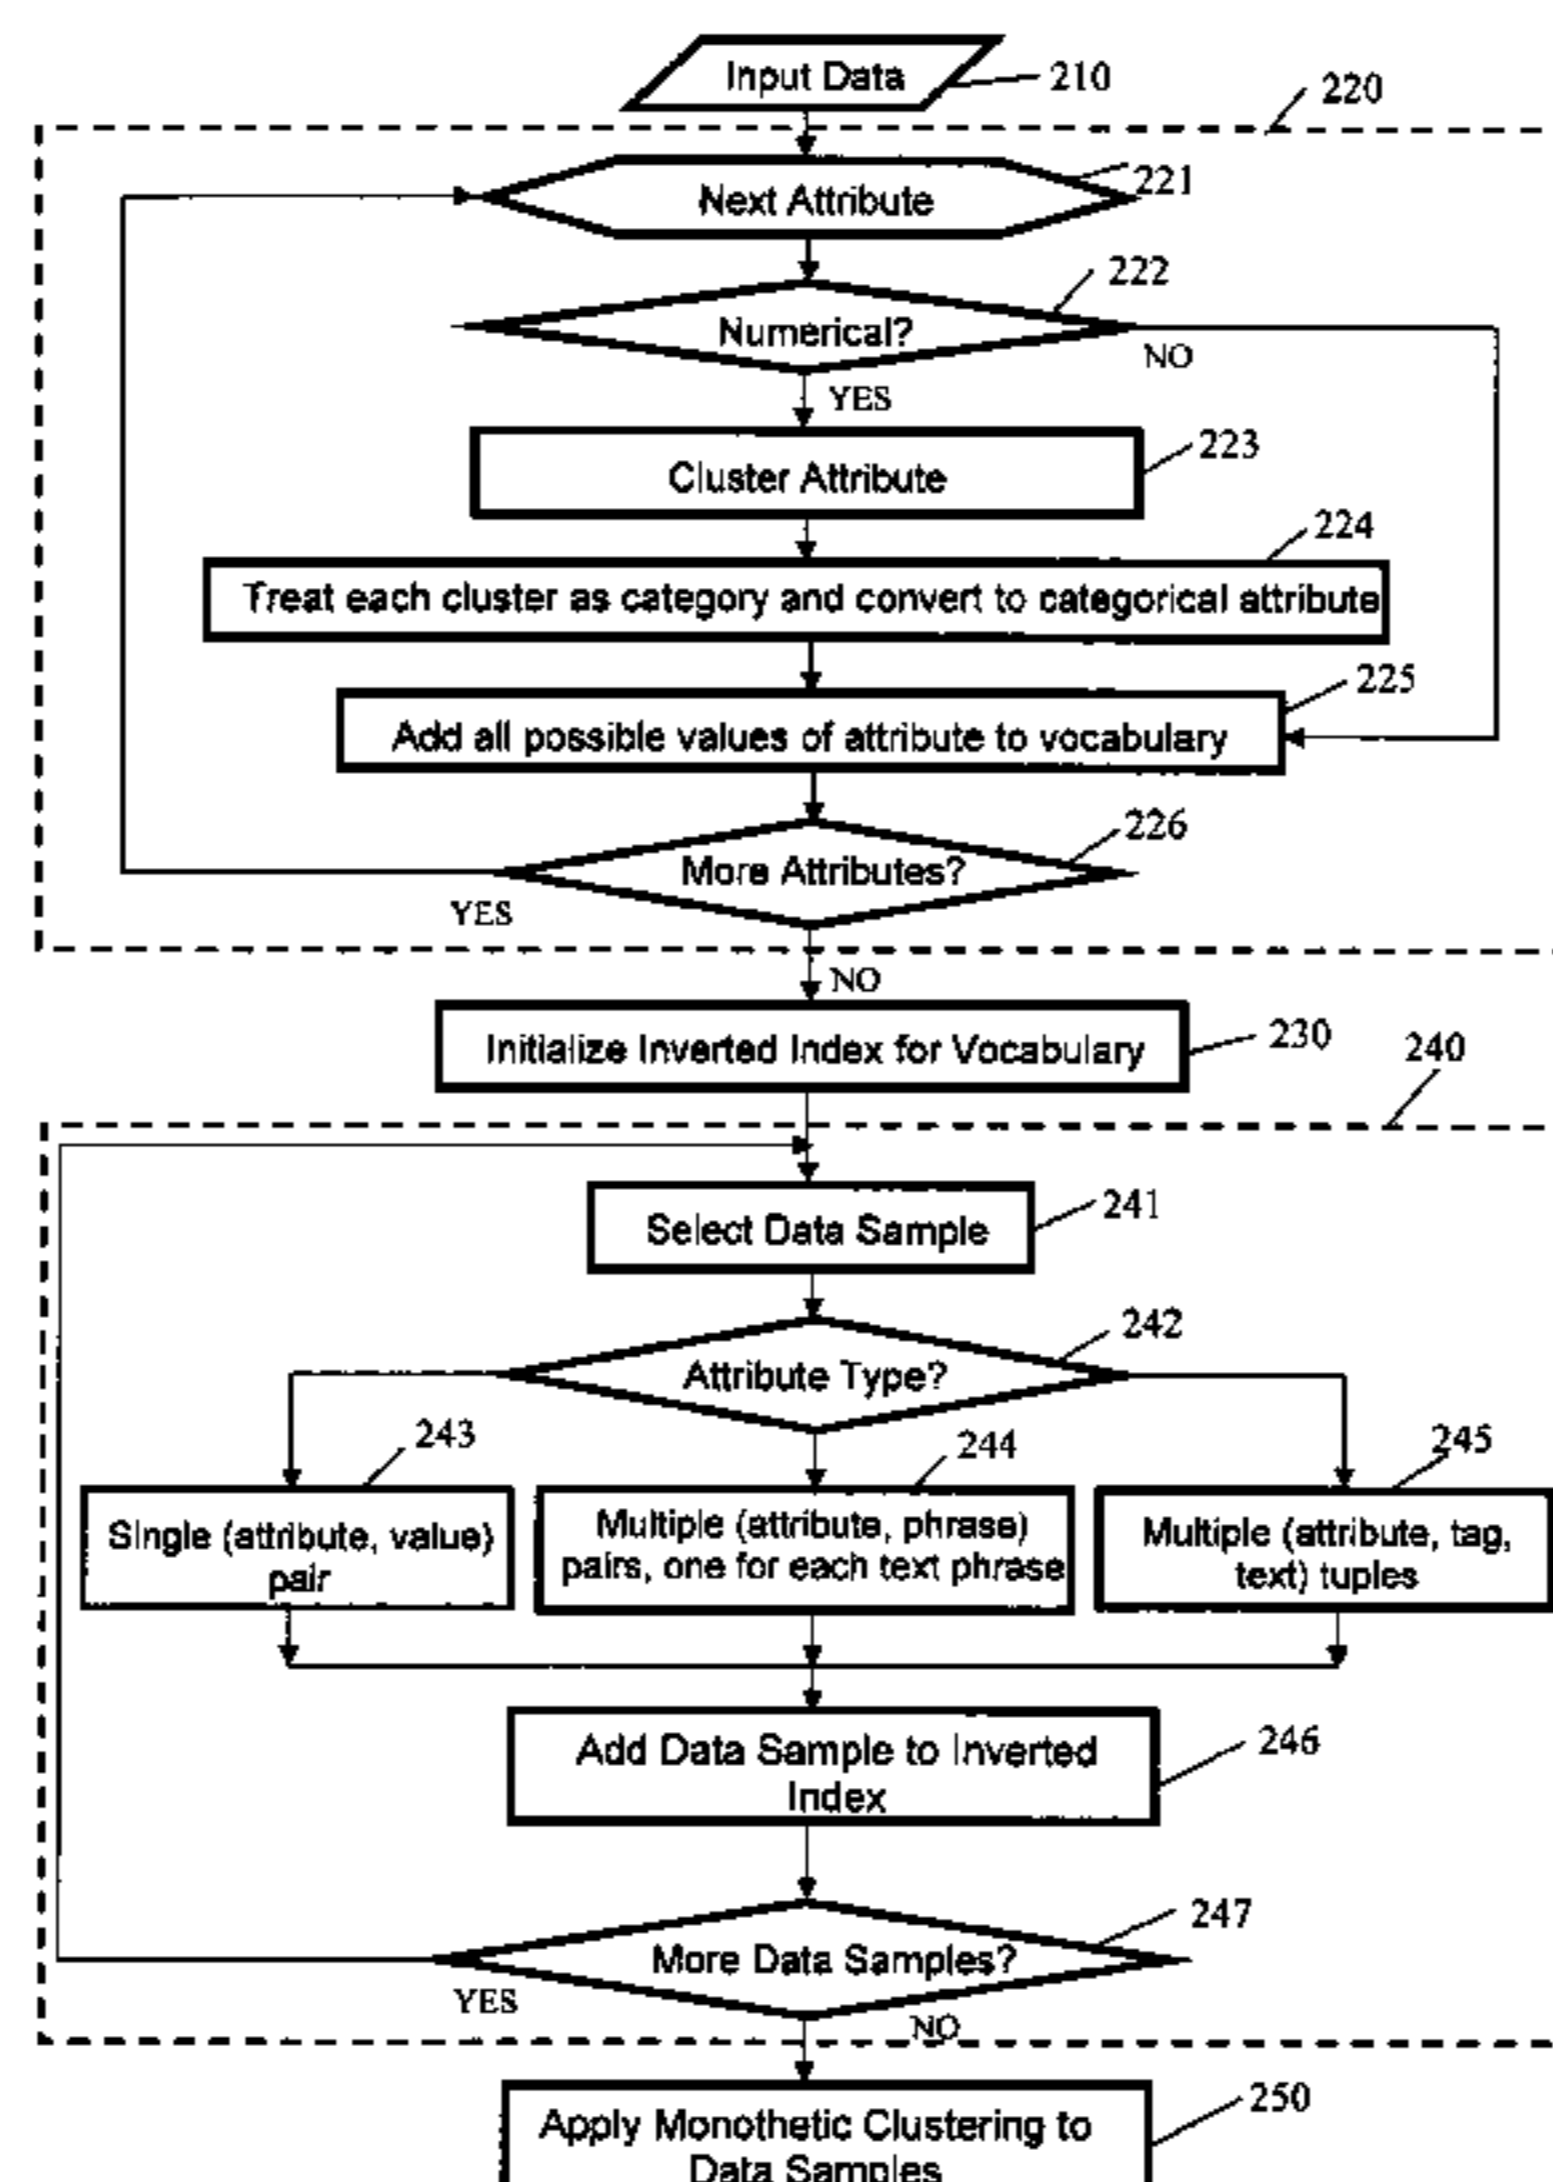 Input Data
210
220
Next Attribute
221
222
Numerical?
NO
YES
Cluster Attribute
223
224
Treat each cluster as category and convert to categorical attribute
225
Add all possible values of attribute to vocabulary
226
More Attributes?
YES
NO
Initialize Inverted Index for Vocabulary
230
240
Select Data Sample
241
242
Attribute Type?
243
244
245
Single (attribute, value)
pair
Multiple (attribute, phrase)
pairs, one for each text phrase
Multiple (attribute, tag,
text) tuples
Add Data Sample to Inverted
Index
246
247
More Data Samples?
YES
NO
250
Apply Monothetic Clustering to
Data Samples